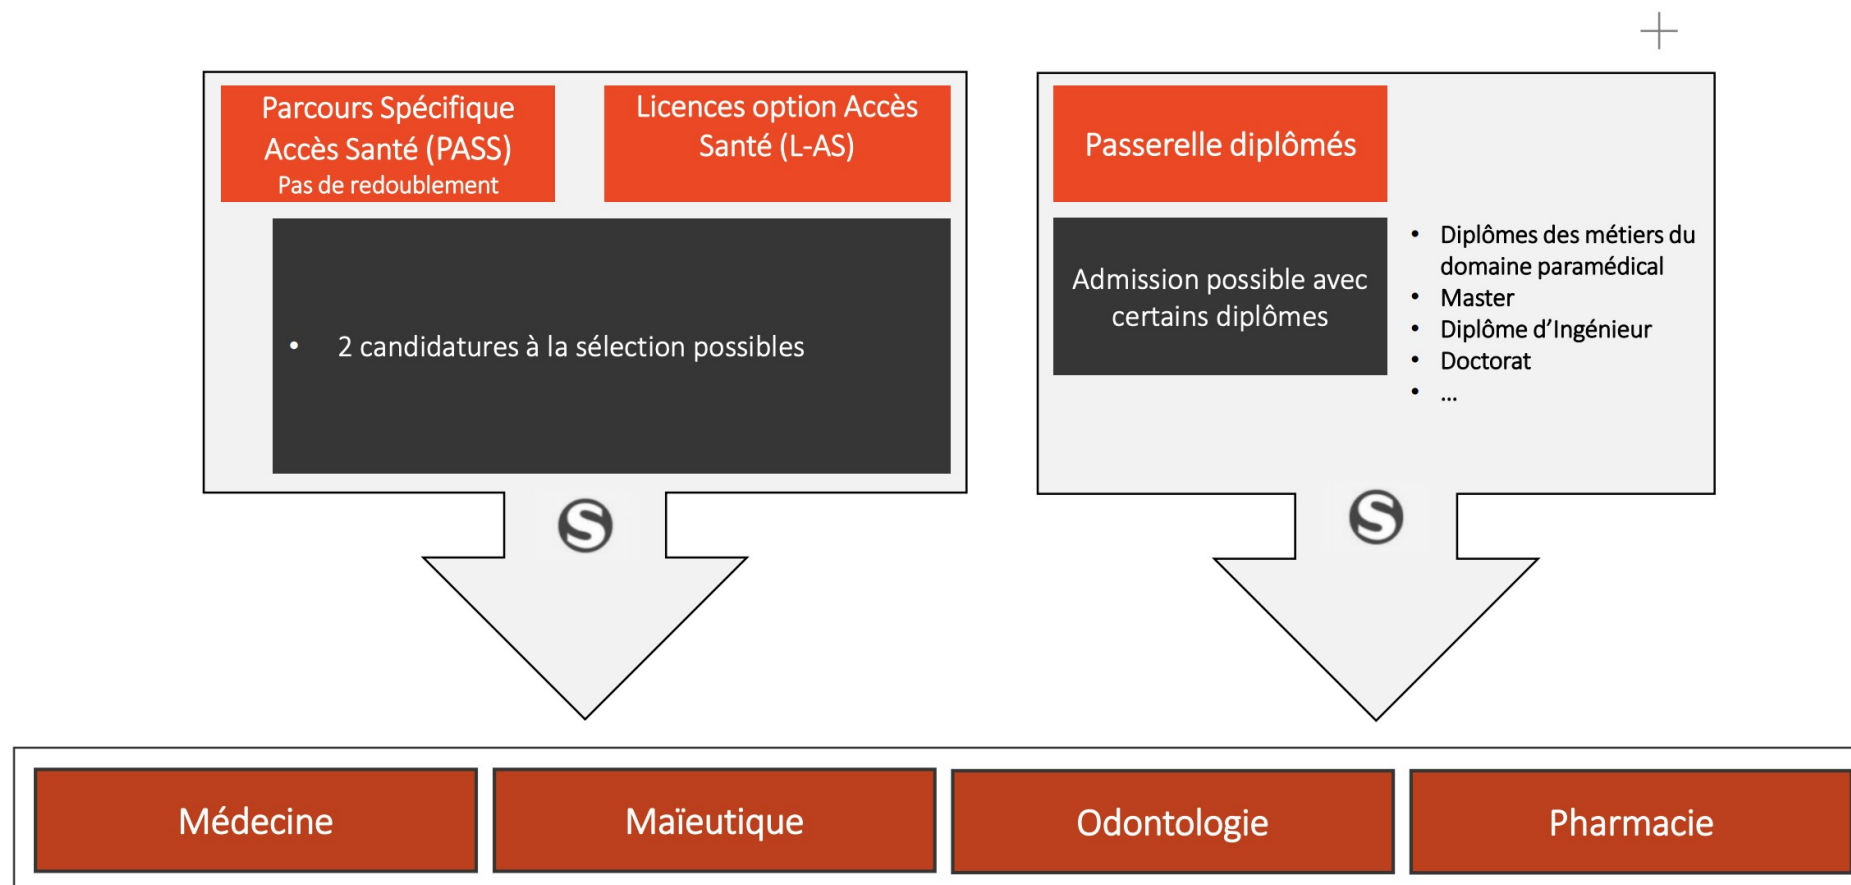 Parcours Spécifique
Accès Santé (PASS)
Pas de redoublement
Licences option Accès
Santé (L-AS)
• 2 candidatures à la sélection possibles
S
Passerelle diplômés
Admission possible avec
certains diplômes
• Diplômes des métiers du
domaine paramédical
• Master
• Diplôme d’Ingénieur
• Doctorat
• ...
S
Médecine
Maïeutique
Odontologie
Pharmacie